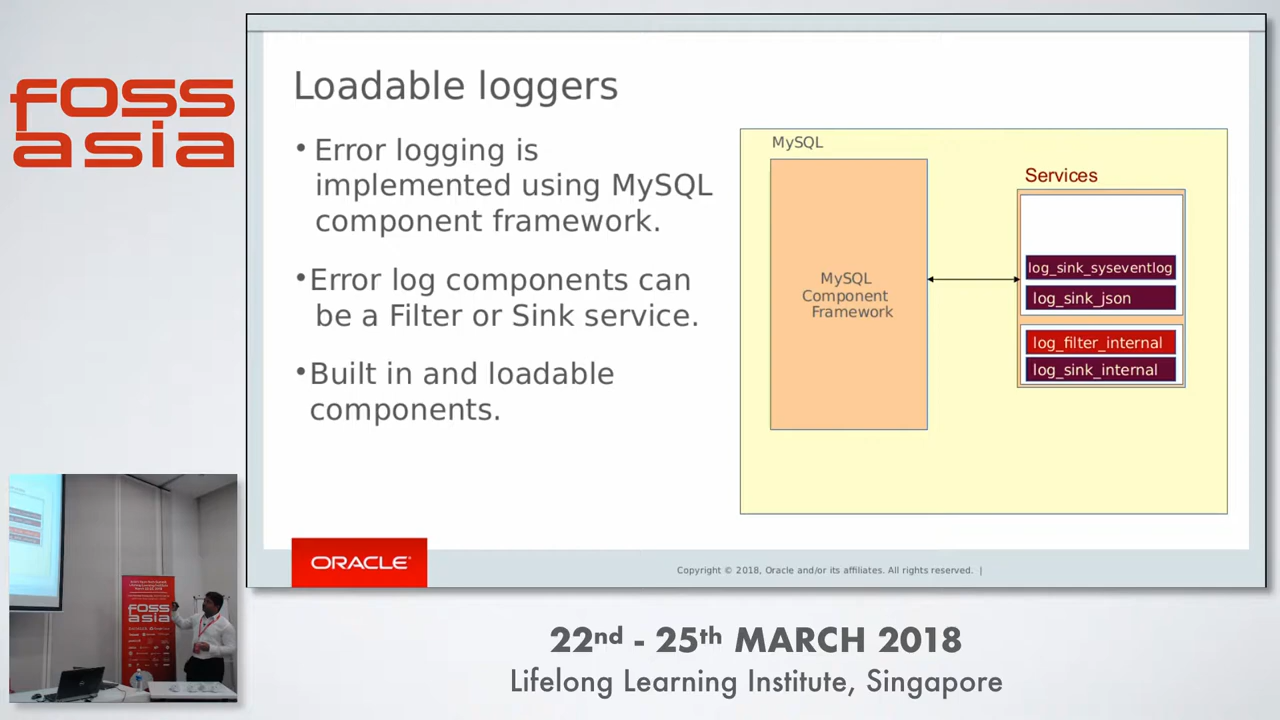 foss
asia
Loadable loggers
• Error logging is
implemented using MySQL
component framework.
•Error log components can
be a Filter or Sink service.
•Built in and loadable
components.
MySQL
MySQL
Component
Framework
Services
log_sink_syseventlog
log_sink_json
log_filter_internal
log_sink_internal
ORACLE®
Copyright © 2018, Oracle and/or its affiliates. All rights reserved. |
foss
asia
22nd - 25th MARCH 2018
Lifelong Learning Institute, Singapore